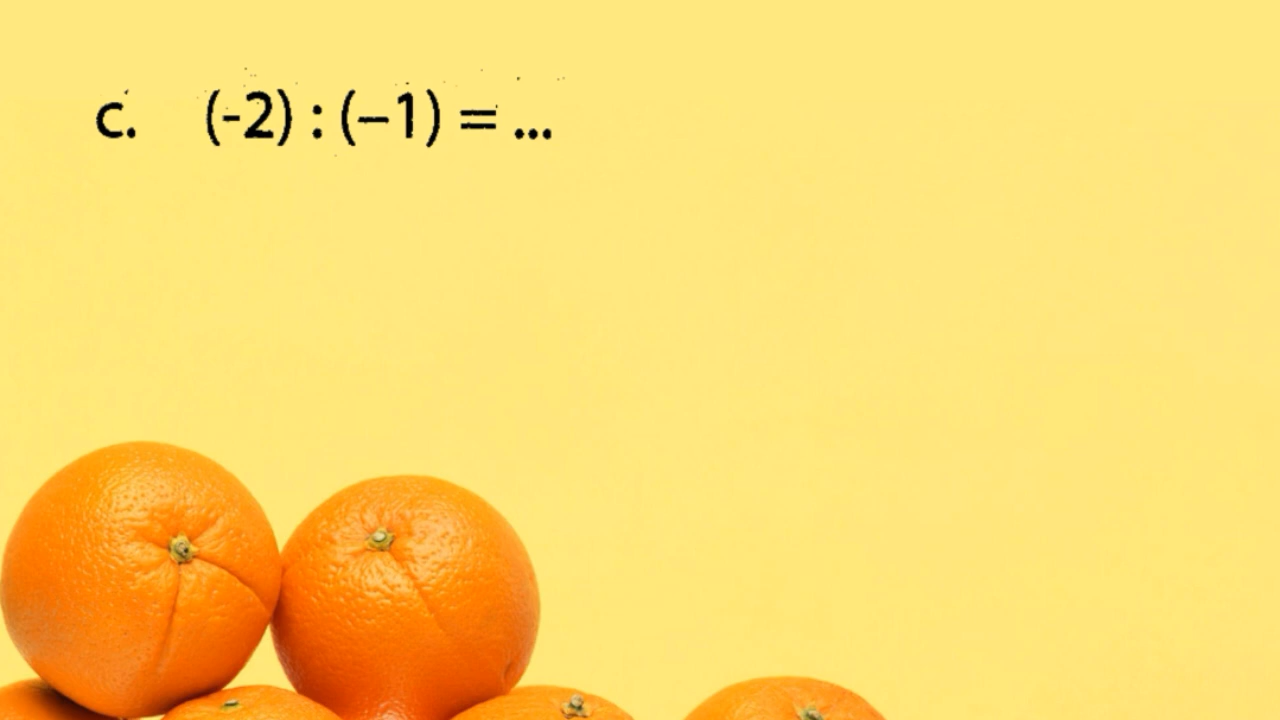 c. (-2) : (–1) = ...